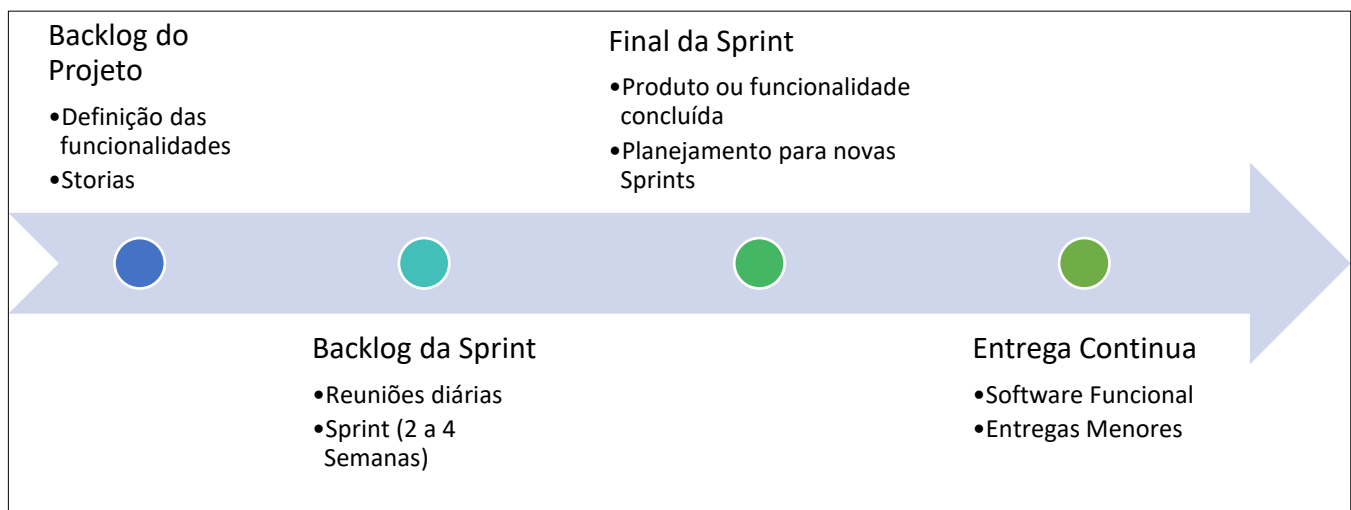 Backlog do
Projeto
•Definição das
funcionalidades
•Storias
Backlog da Sprint
•Reuniões diárias
•Sprint (2 a 4
Semanas)
Final da Sprint
•Produto ou funcionalidade
concluída
•Planejamento para novas
Sprints
Entrega Continua
•Software Funcional
•Entregas Menores